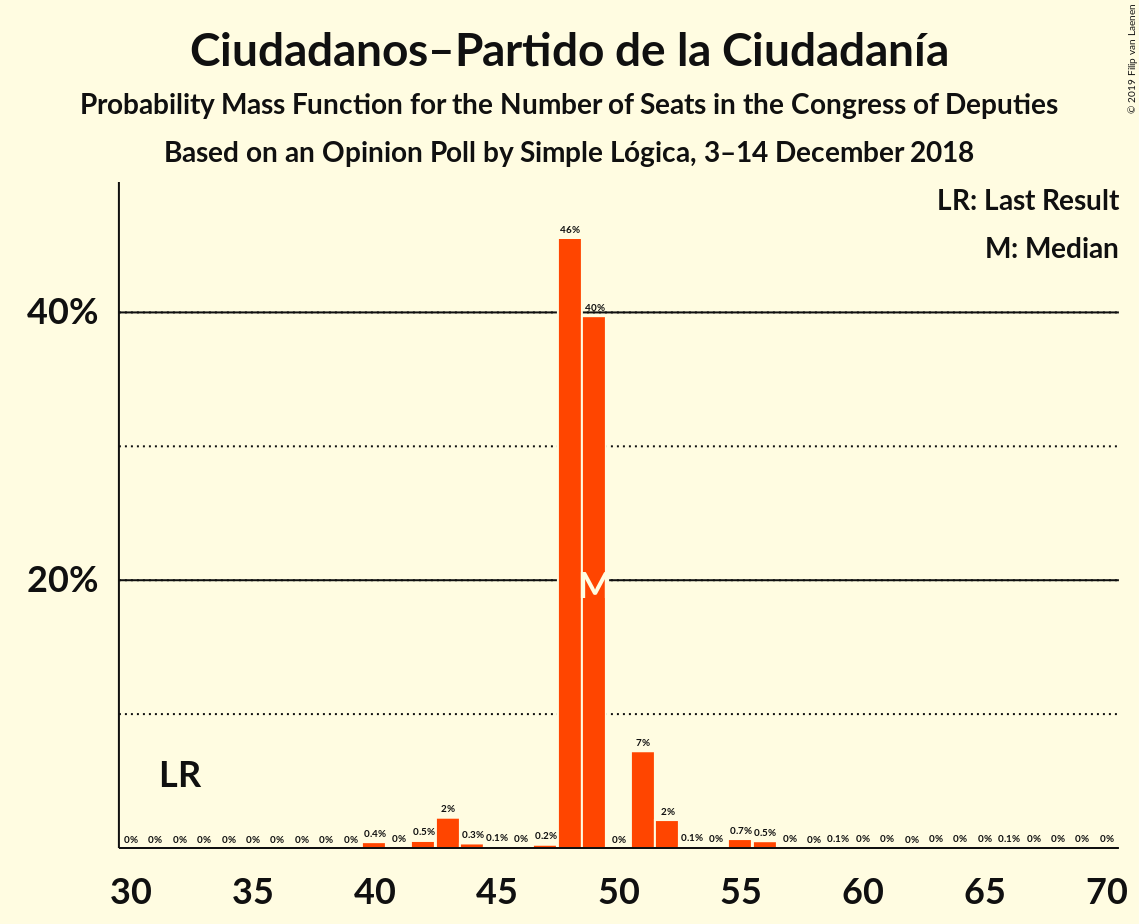 Ciudadanos–Partido de la Ciudadanía
Probability Mass Function for the Number of Seats in the Congress of Deputies
Based on an Opinion Poll by Simple Lógica, 3–14 December 2018
© 2019 Filip van Laenen
LR: Last Result
M: Median
46%
40%
40%
20%
M
7%
LR
2%
2%
0% 0% 0% 0% 0% 0% 0% 0% 0% 0% 0.4% 0% 0.5% 0.3% 0.1% 0% 0.2% 0% 0.1% 0% 0.7% 0.5% 0% 0% 0.1% 0% 0% 0% 0% 0% 0% 0.1% 0% 0% 0% 0%
30 35 40 45 50 55 60 65 70